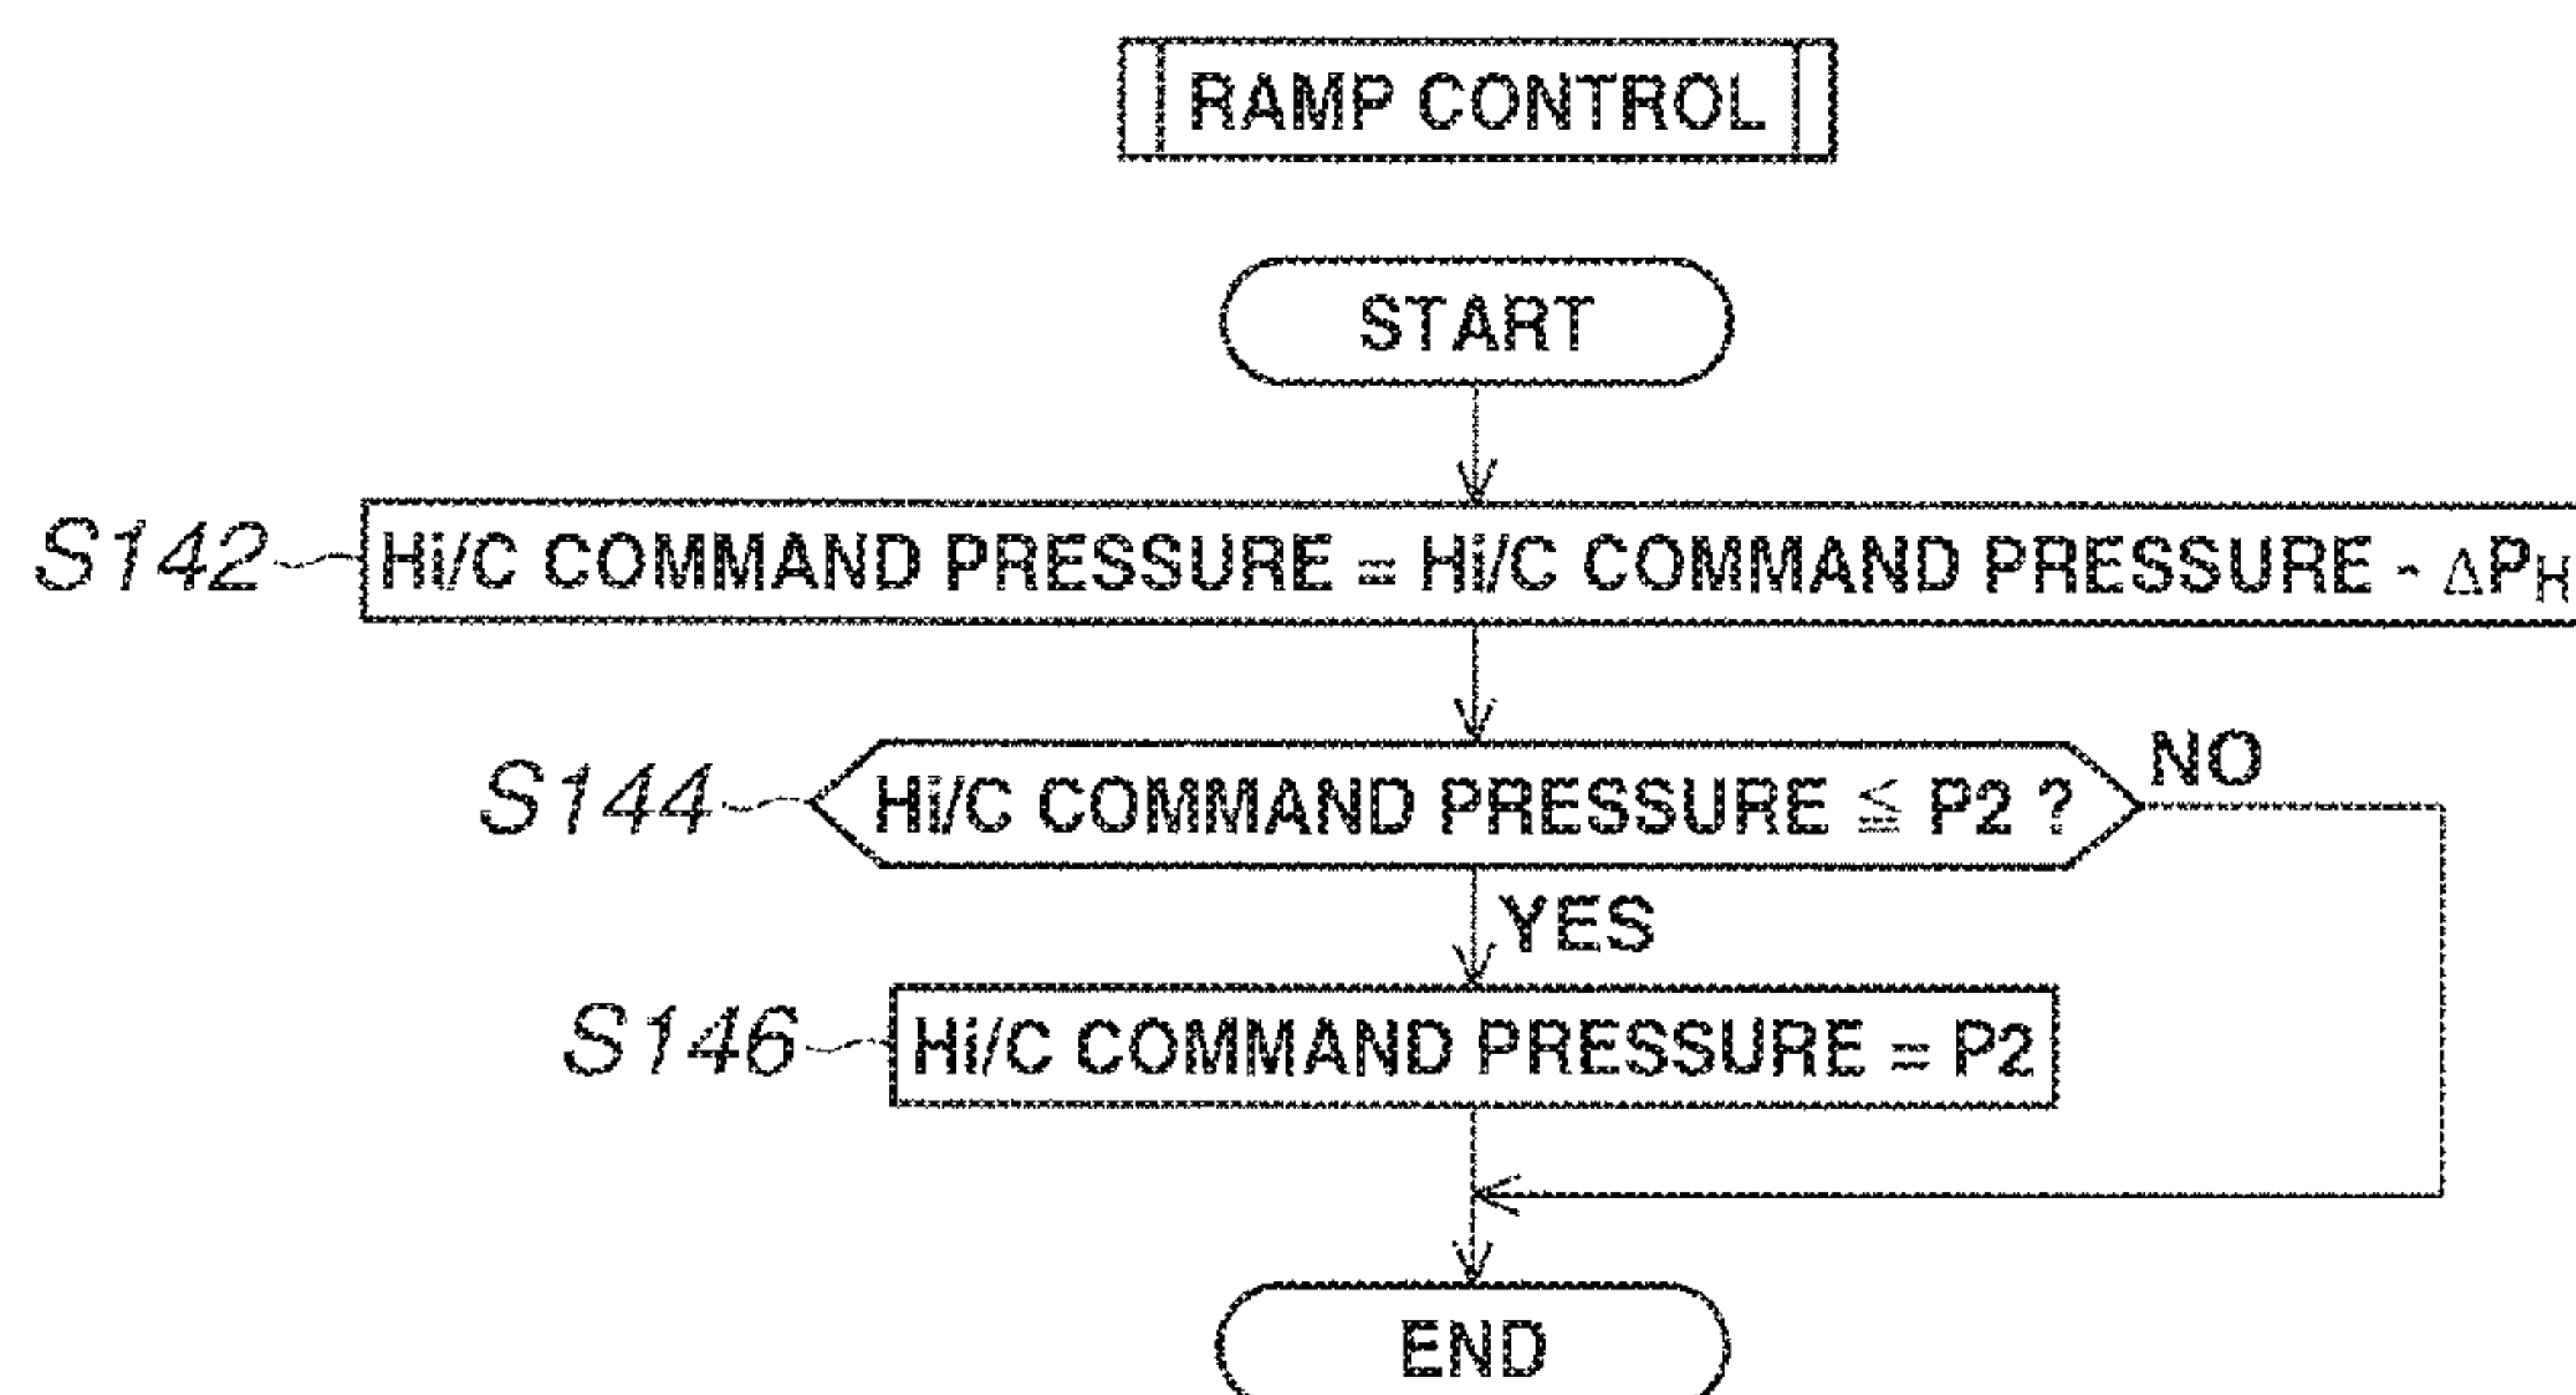 RAMP CONTROL
START
S142
Hi/C COMMAND PRESSURE = Hi/C COMMAND PRESSURE - ΔPH
S144
Hi/C COMMAND PRESSURE ≦ P2 ?
NO
YES
S146
Hi/C COMMAND PRESSURE = P2
END